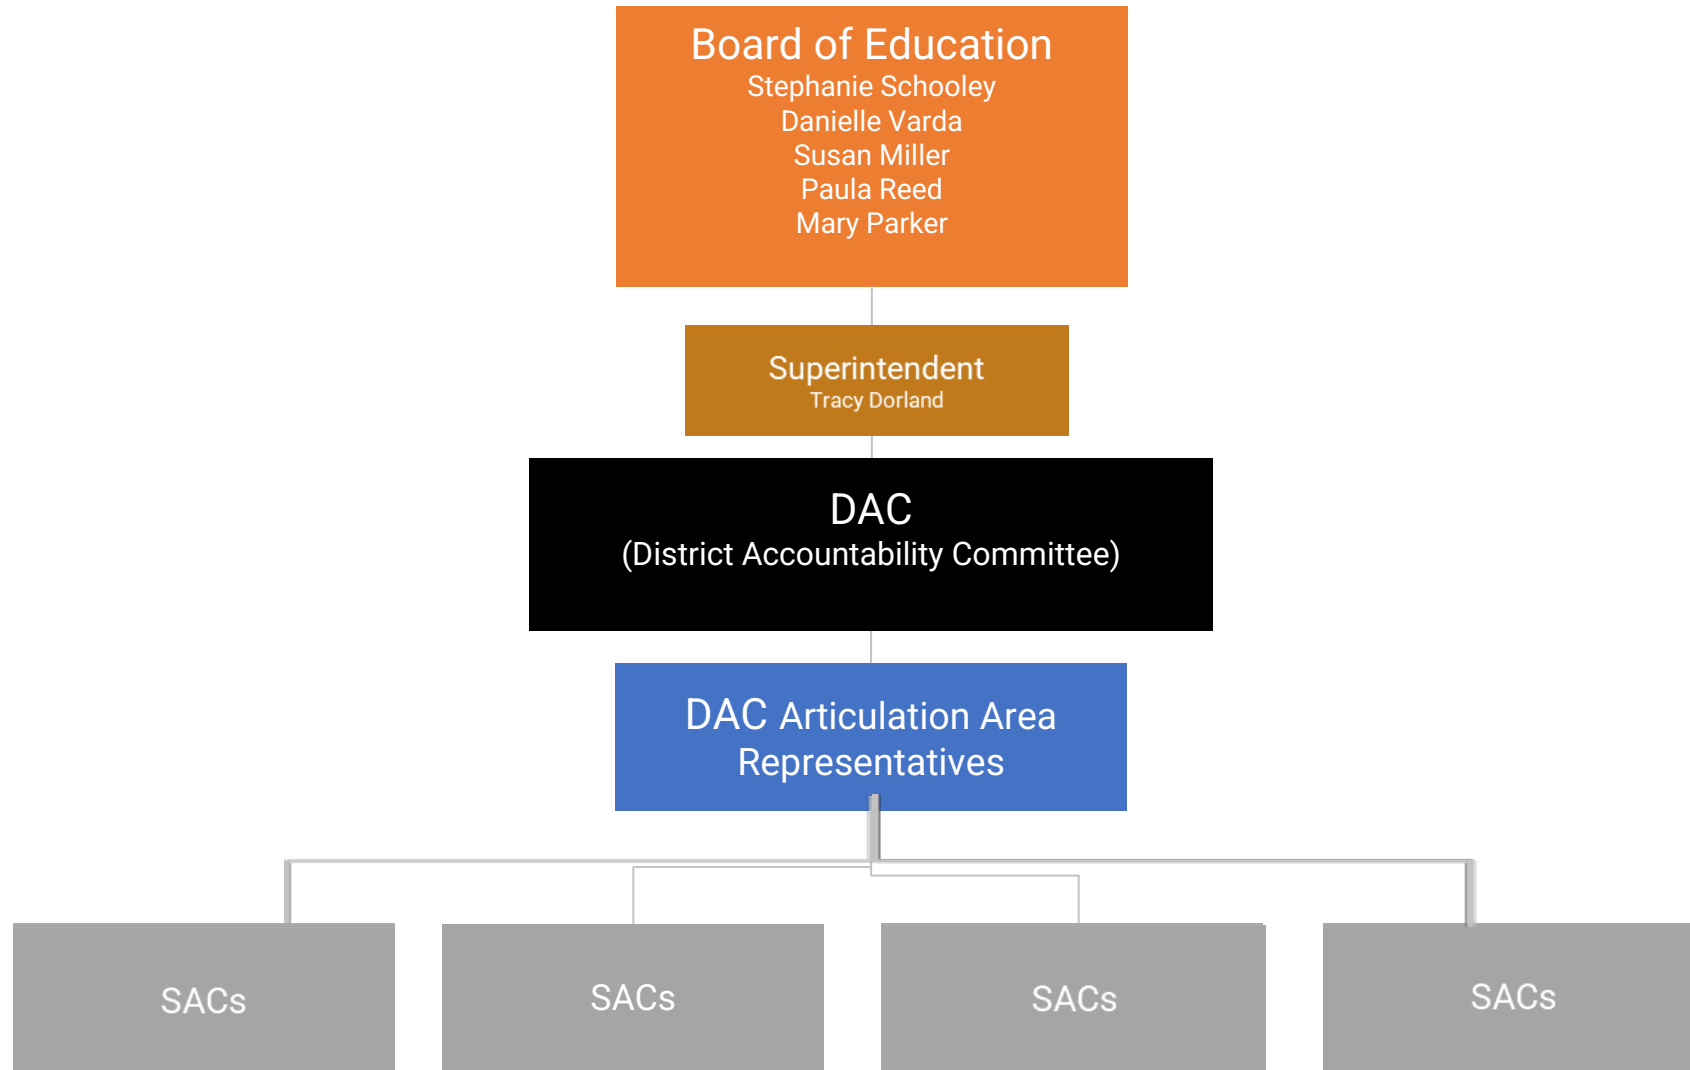 Board of Education
Stephanie Schooley
Danielle Varda
Susan Miller
Paula Reed
Mary Parker
Superintendent
Tracy Dorland
DAC
(District Accountability Committee)
DAC Articulation Area
Representatives
SACs
SACs
SACs
SACs